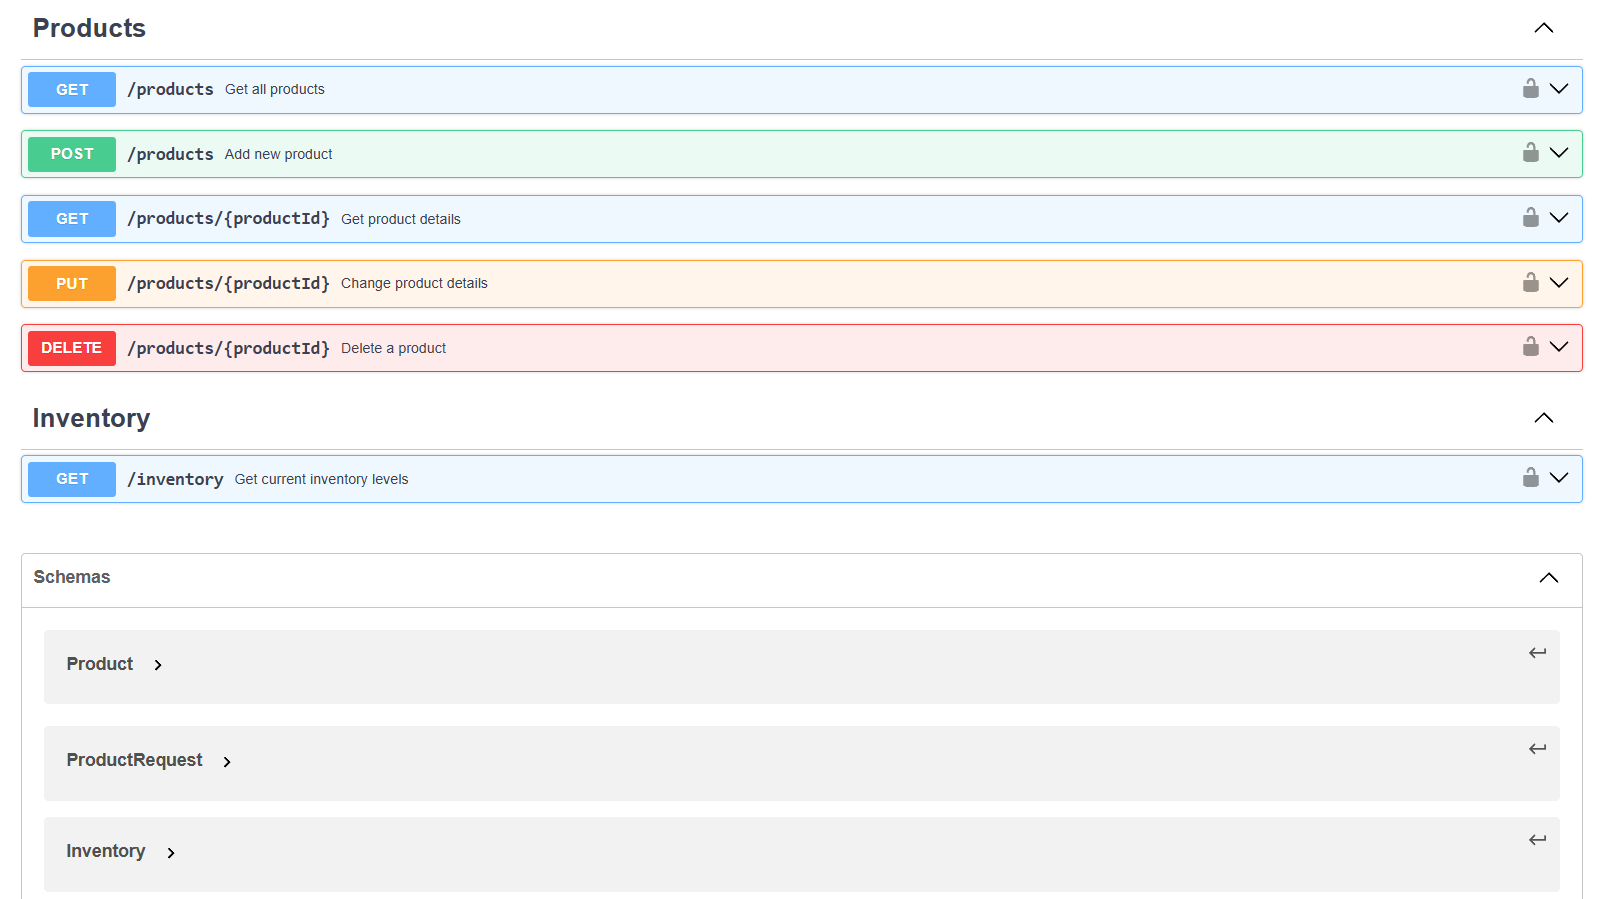 Products
GET /products Get all products
POST /products Add new product
GET /products/{productId} Get product details
PUT /products/{productId} Change product details
DELETE /products/{productId} Delete a product
Inventory
GET /inventory Get current inventory levels
Schemas
Product
ProductRequest
Inventory